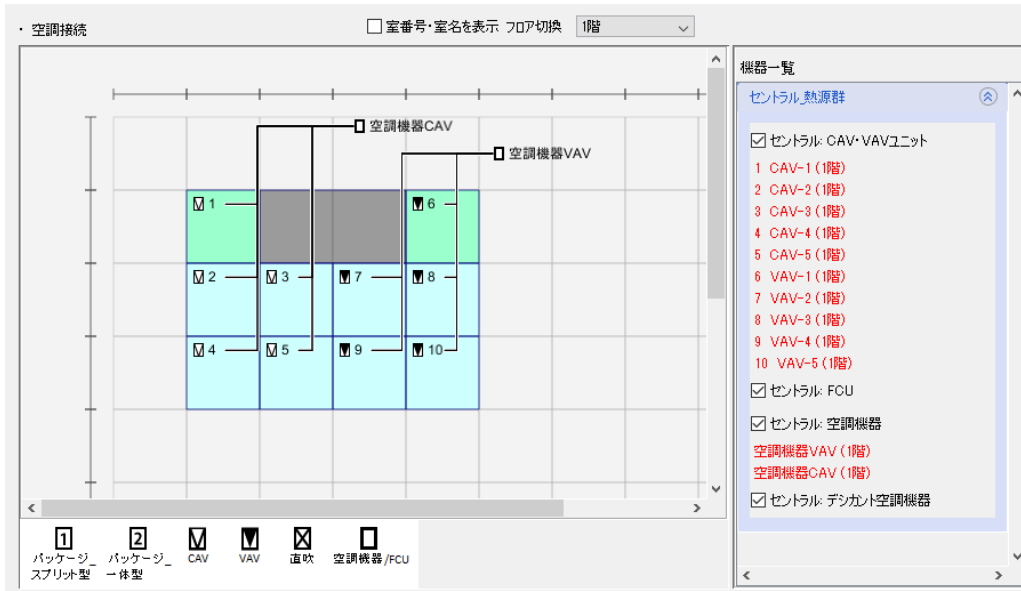 ・ 空調接続
室番号・室名を表示 フロア切換 1階
空調機器CAV
空調機器VAV
1
6
2
3
7
8
4
5
9
10
1
2
パッケージ_スプリット型
パッケージ_一体型
CAV
VAV
直吹
空調機器/FCU
機器一覧
セントラル_熱源群
セントラル: CAV・VAVユニット
1 CAV-1 (1階)
2 CAV-2 (1階)
3 CAV-3 (1階)
4 CAV-4 (1階)
5 CAV-5 (1階)
6 VAV-1 (1階)
7 VAV-2 (1階)
8 VAV-3 (1階)
9 VAV-4 (1階)
10 VAV-5 (1階)
セントラル: FCU
セントラル: 空調機器
空調機器VAV (1階)
空調機器CAV (1階)
セントラル: デシカント空調機器